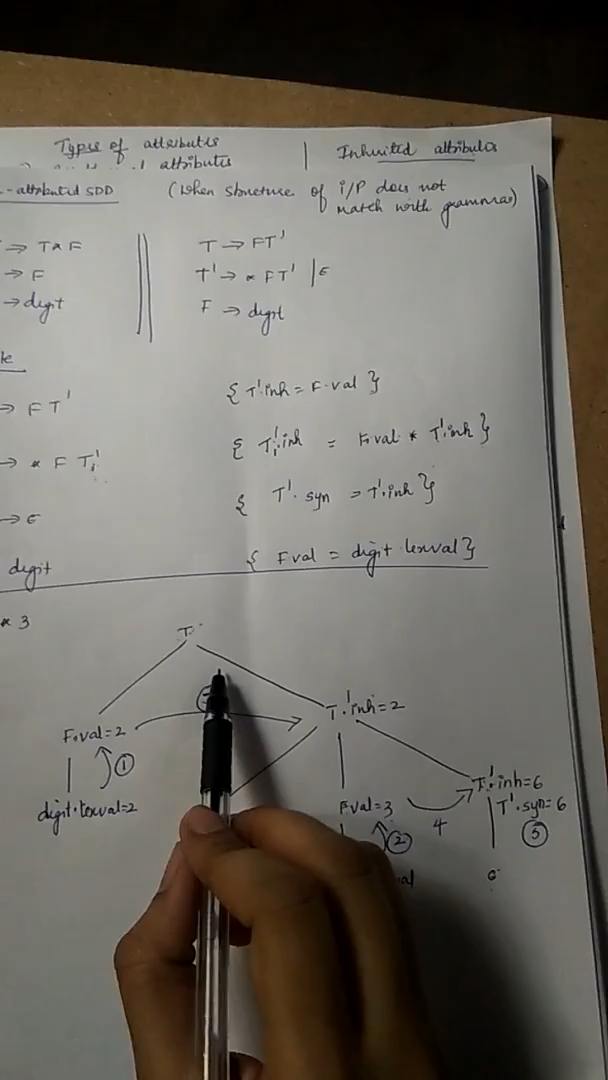 Types of attributes | Inherited attributes
attributes
- attributed SDD (When structure of i/p does not
match with grammar)
→ T * F T → FT'
→ F T' → * FT' | ϵ
→ digit F → digit
→ F T' { T'.inh = F.val }
→ * F T₁' { T₁'.inh = F.val * T'.inh }
→ ϵ { T'.syn = T'.inh }
digit { F.val = digit.lexval }
* 3
T
F.val=2 T'.inh=2
①
digit.lexval=2 T₁'.inh=6
F.val=3 T'.syn=6
4 ⑤
②
al ϵ